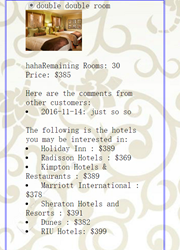 • double double room
hahaRemaining Rooms: 30
Price: $385
Here are the comments from
other customers:
• 2016-11-14: just so so
The following is the hotels
you may be interested in:
• Holiday Inn : $389
• Radisson Hotels : $369
• Kimpton Hotels &
Restaurants : $389
• Marriott International :
$378
• Sheraton Hotels and
Resorts : $391
• Dunes : $382
• RIU Hotels: $399